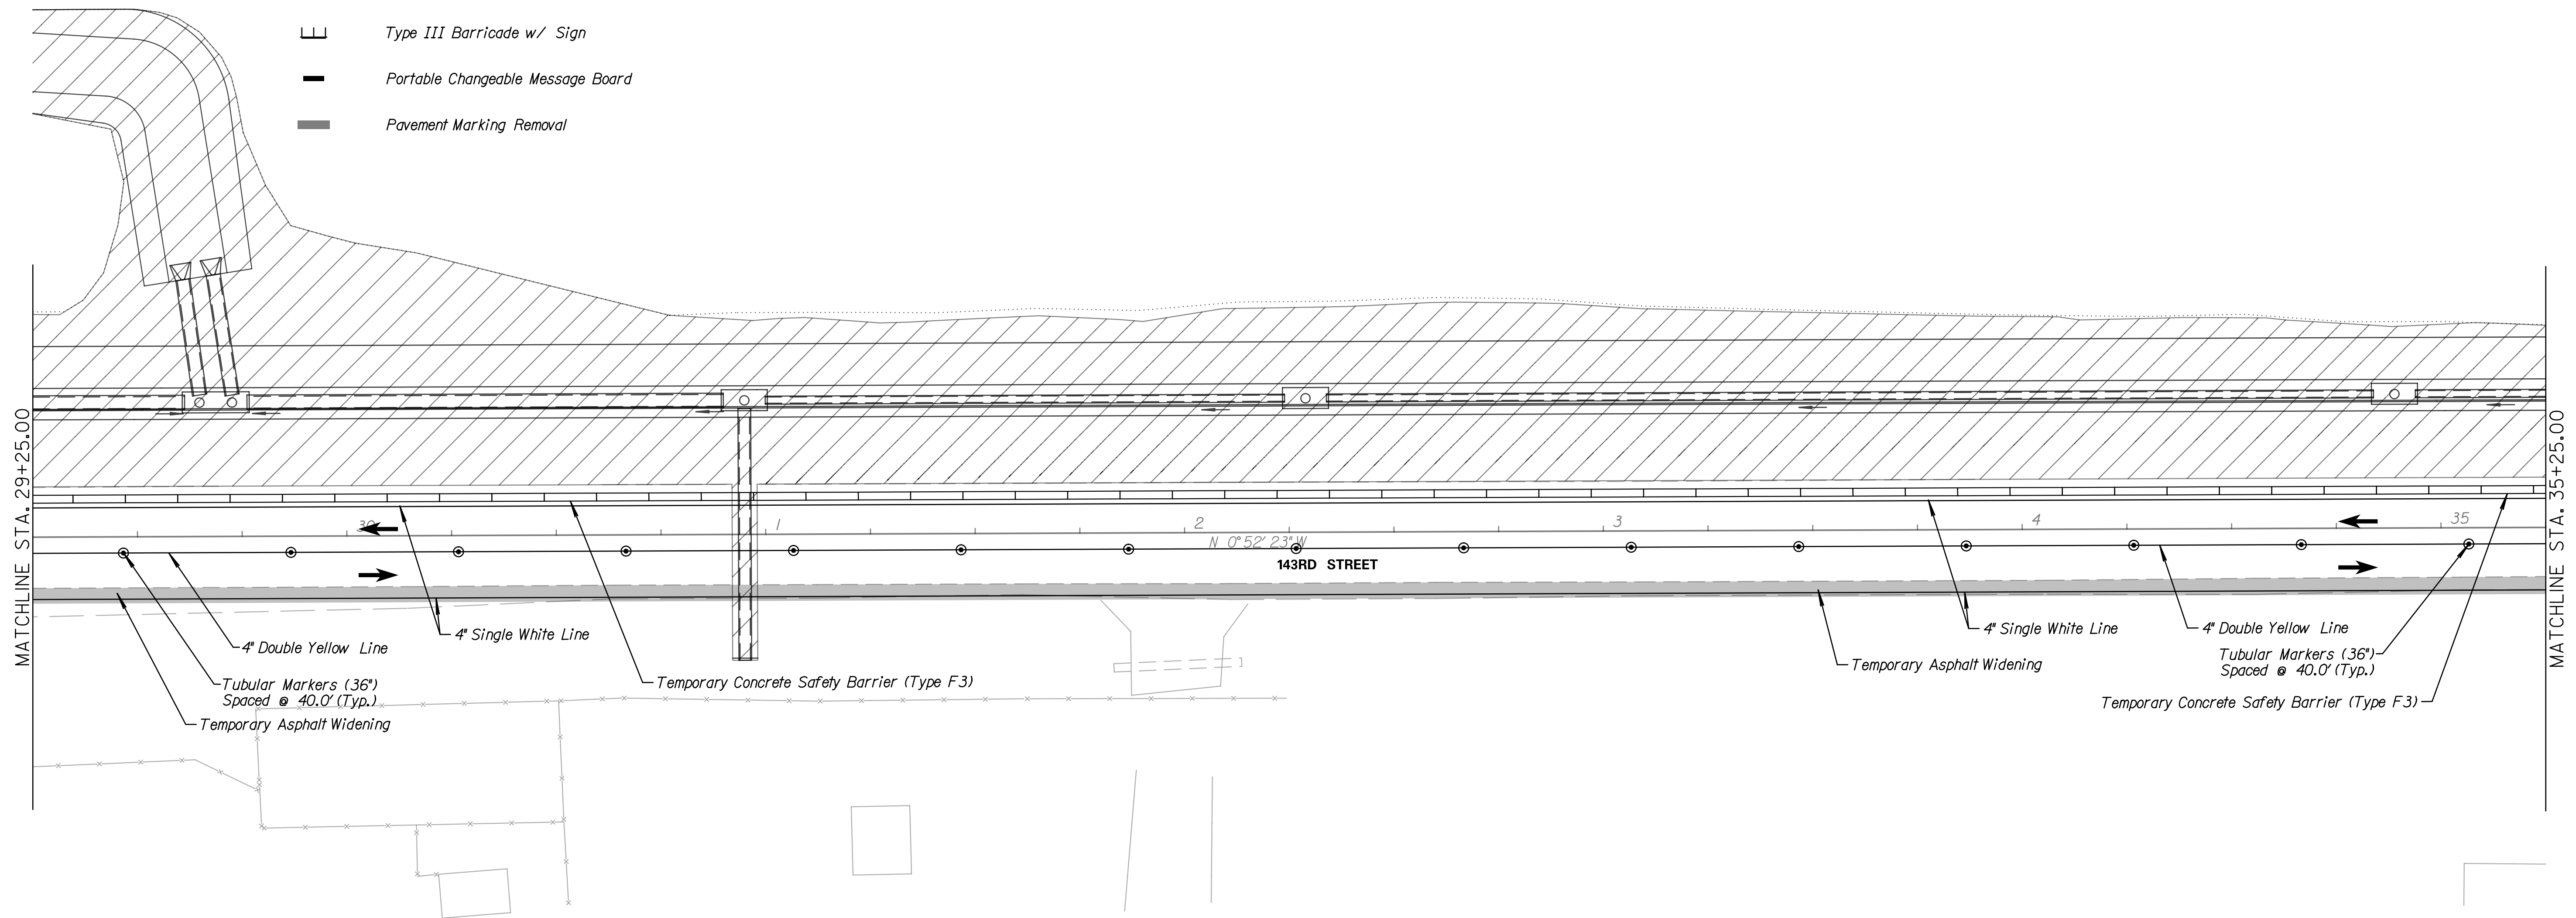 Type III Barricade w/ Sign
Portable Changeable Message Board
Pavement Marking Removal
MATCHLINE STA. 29+25.00
MATCHLINE STA. 35+25.00
30
1
2
3
4
35
N 0°52'23"W
143RD STREET
4" Single White Line
4" Double Yellow Line
Tubular Markers (36")
Spaced @ 40.0' (Typ.)
Temporary Asphalt Widening
Temporary Concrete Safety Barrier (Type F3)
4" Single White Line
4" Double Yellow Line
Temporary Asphalt Widening
Tubular Markers (36")
Spaced @ 40.0' (Typ.)
Temporary Concrete Safety Barrier (Type F3)